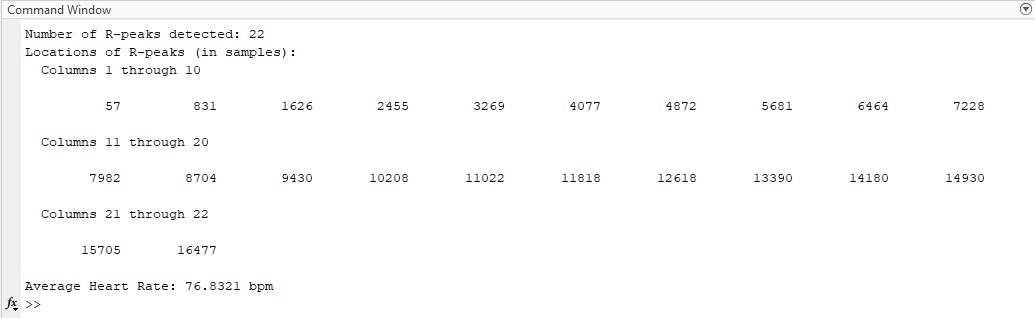 Command Window
Number of R-peaks detected: 22
Locations of R-peaks (in samples):
Columns 1 through 10
57 831 1626 2455 3269 4077 4872 5681 6464 7228
Columns 11 through 20
7982 8704 9430 10208 11022 11818 12618 13390 14180 14930
Columns 21 through 22
15705 16477
Average Heart Rate: 76.8321 bpm
fx >>